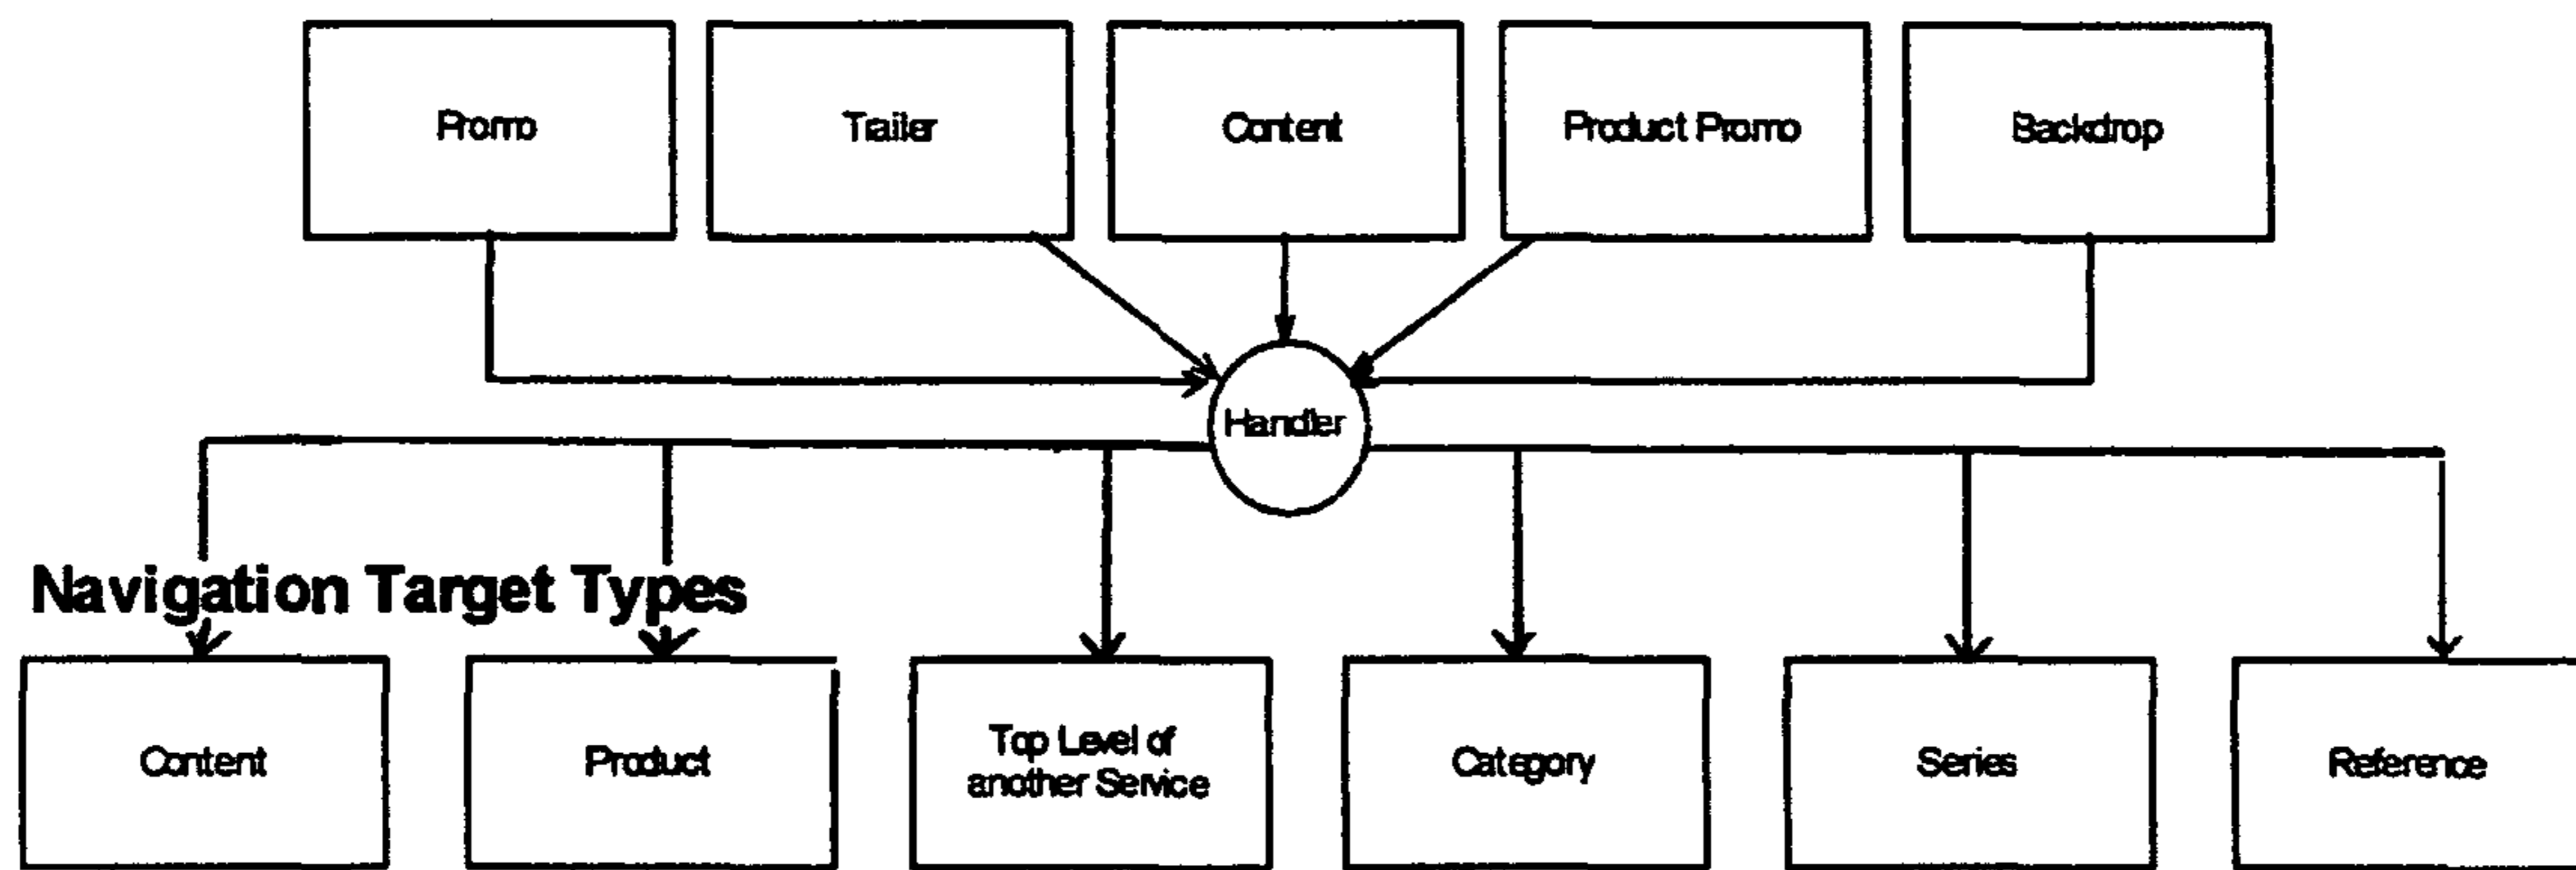 Promo
Trailer
Content
Product Promo
Backdrop
Handler
Navigation Target Types
Content
Product
Top Level of
another Service
Category
Series
Reference